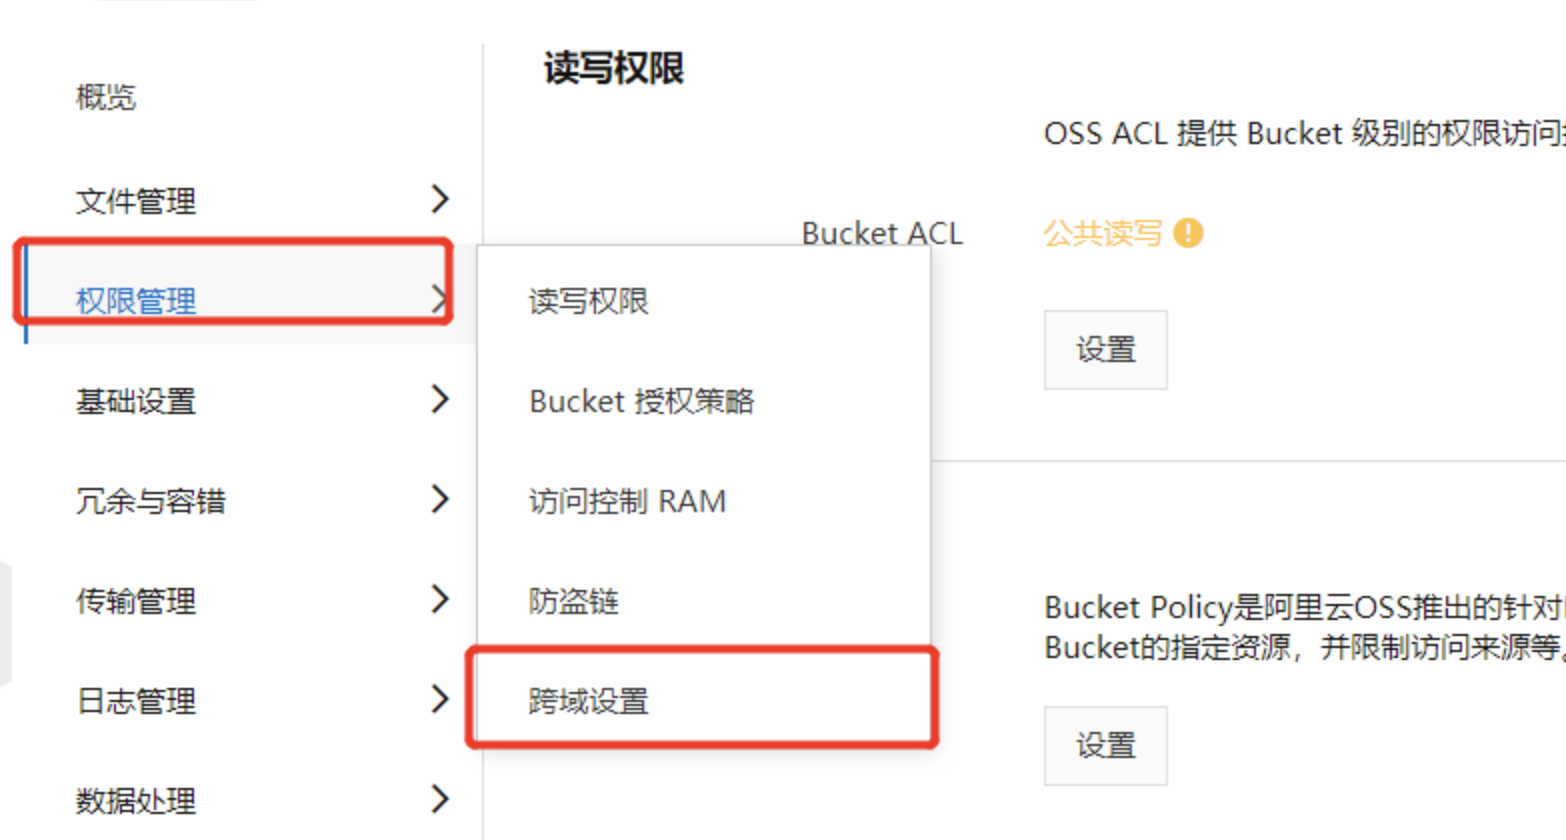 概览
文件管理
权限管理
基础设置
冗余与容错
传输管理
日志管理
数据处理
读写权限
Bucket 授权策略
访问控制 RAM
防盗链
跨域设置
读写权限
OSS ACL 提供 Bucket 级别的权限访问
Bucket ACL
公共读写
设置
Bucket Policy是阿里云OSS推出的针对
Bucket的指定资源，并限制访问来源等。
设置